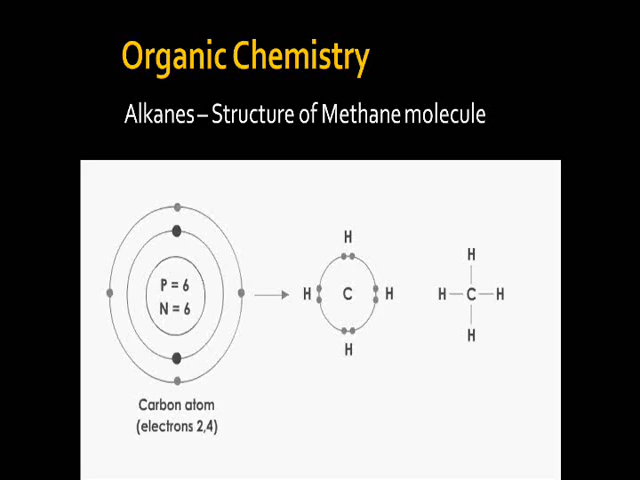 Organic Chemistry
Alkanes – Structure of Methane molecule
P = 6
N = 6
H
H C H
H
H
H — C — H
H
Carbon atom
(electrons 2,4)